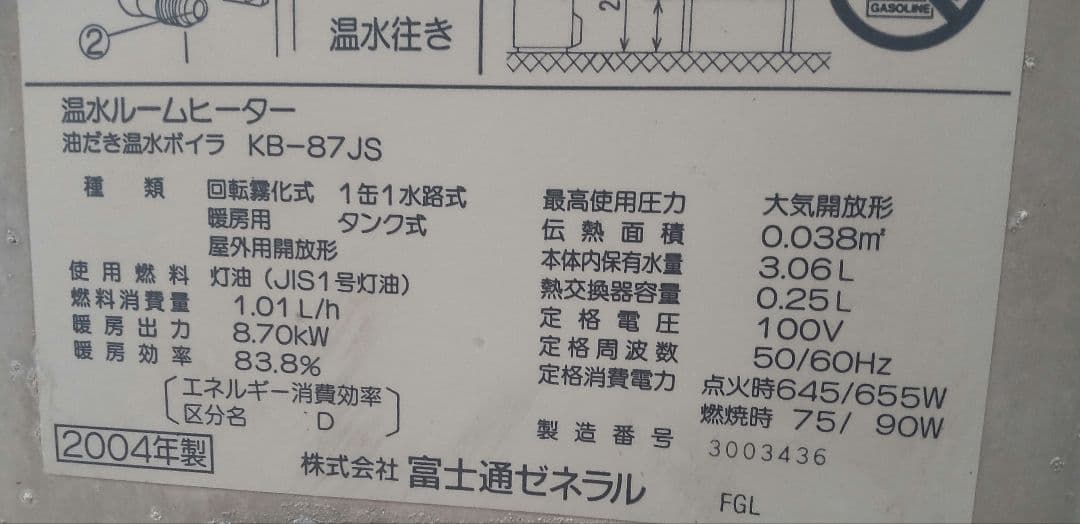 ②
温水往き
2
GASOLINE
温水ルームヒーター
油だき温水ボイラ KB-87JS
種類 回転霧化式 1缶1水路式
暖房用 タンク式
屋外用開放形
使用燃料 灯油(JIS1号灯油)
燃料消費量 1.01L/h
暖房出力 8.70kW
暖房効率 83.8%
エネルギー消費効率
区分名 D
2004年製
最高使用圧力 大気開放形
伝熱面積 0.038㎡
本体内保有水量 3.06L
熱交換器容量 0.25L
定格電圧 100V
定格周波数 50/60Hz
定格消費電力 点火時645/655W
燃焼時 75/ 90W
製造番号 3003436
株式会社 富士通ゼネラル
FGL